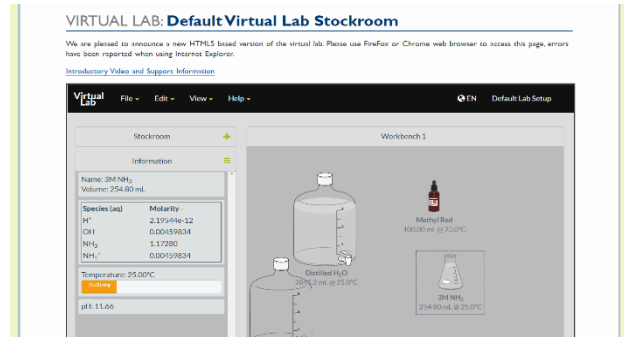 VIRTUAL LAB: Default Virtual Lab Stockroom
We are pleased to announce a new HTML5 based version of the virtual lab. Please use FireFox or Chrome web browser to access this page, errors
have been reported when using Internet Explorer.
Introductory Video and Support Information
Virtual Lab File Edit View Help EN Default Lab Setup
Stockroom
Information
Name: 3M NH₃
Volume: 254.80 mL
Species (aq) Molarity
H⁺ 2.19544e-12
OH⁻ 0.00459834
NH₃ 1.17280
NH₄⁺ 0.00459834
Temperature: 25.00°C
pH: 11.66
Workbench 1
Methyl Red
100.00 ml @ 25.0°C
Distilled H₂O
@ 25.0°C
3M NH₃
254.80 mL @ 25.0°C